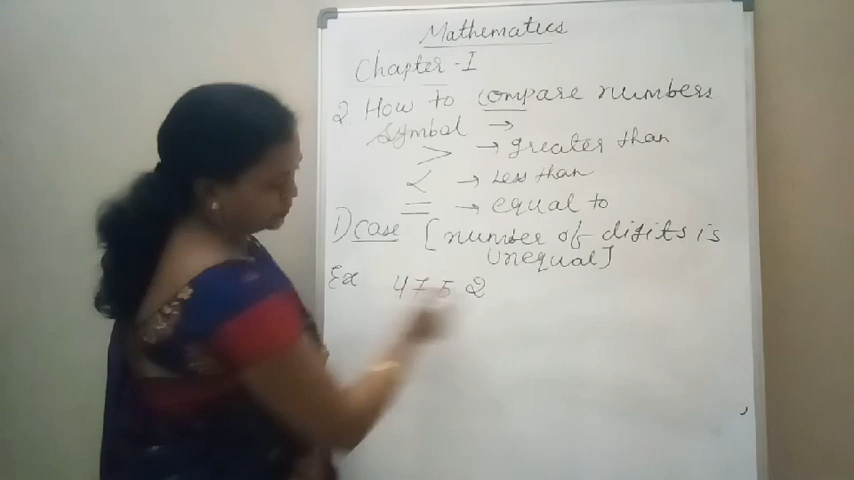 Mathematics
Chapter-I
2 How to compare numbers
Symbol →
> → greater than
< → Less than
= → equal to
1) case [number of digits is
Unequal]
Ex 4752